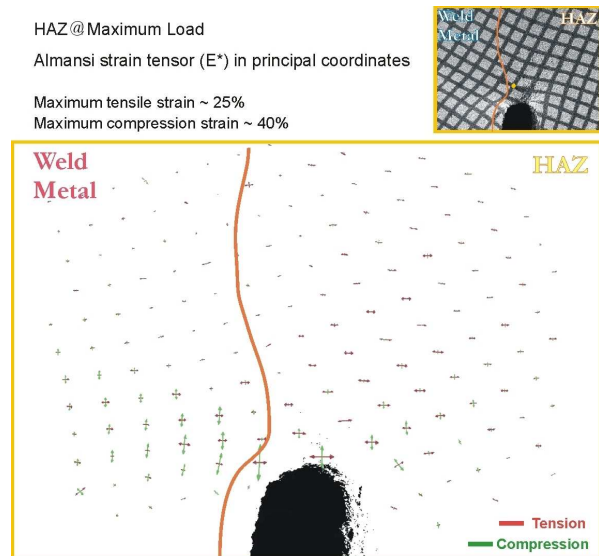 HAZ@Maximum Load
Almansi strain tensor (E*) in principal coordinates
Maximum tensile strain ~ 25%
Maximum compression strain ~ 40%
Weld
Metal
HAZ
Weld
Metal
HAZ
Tension
Compression